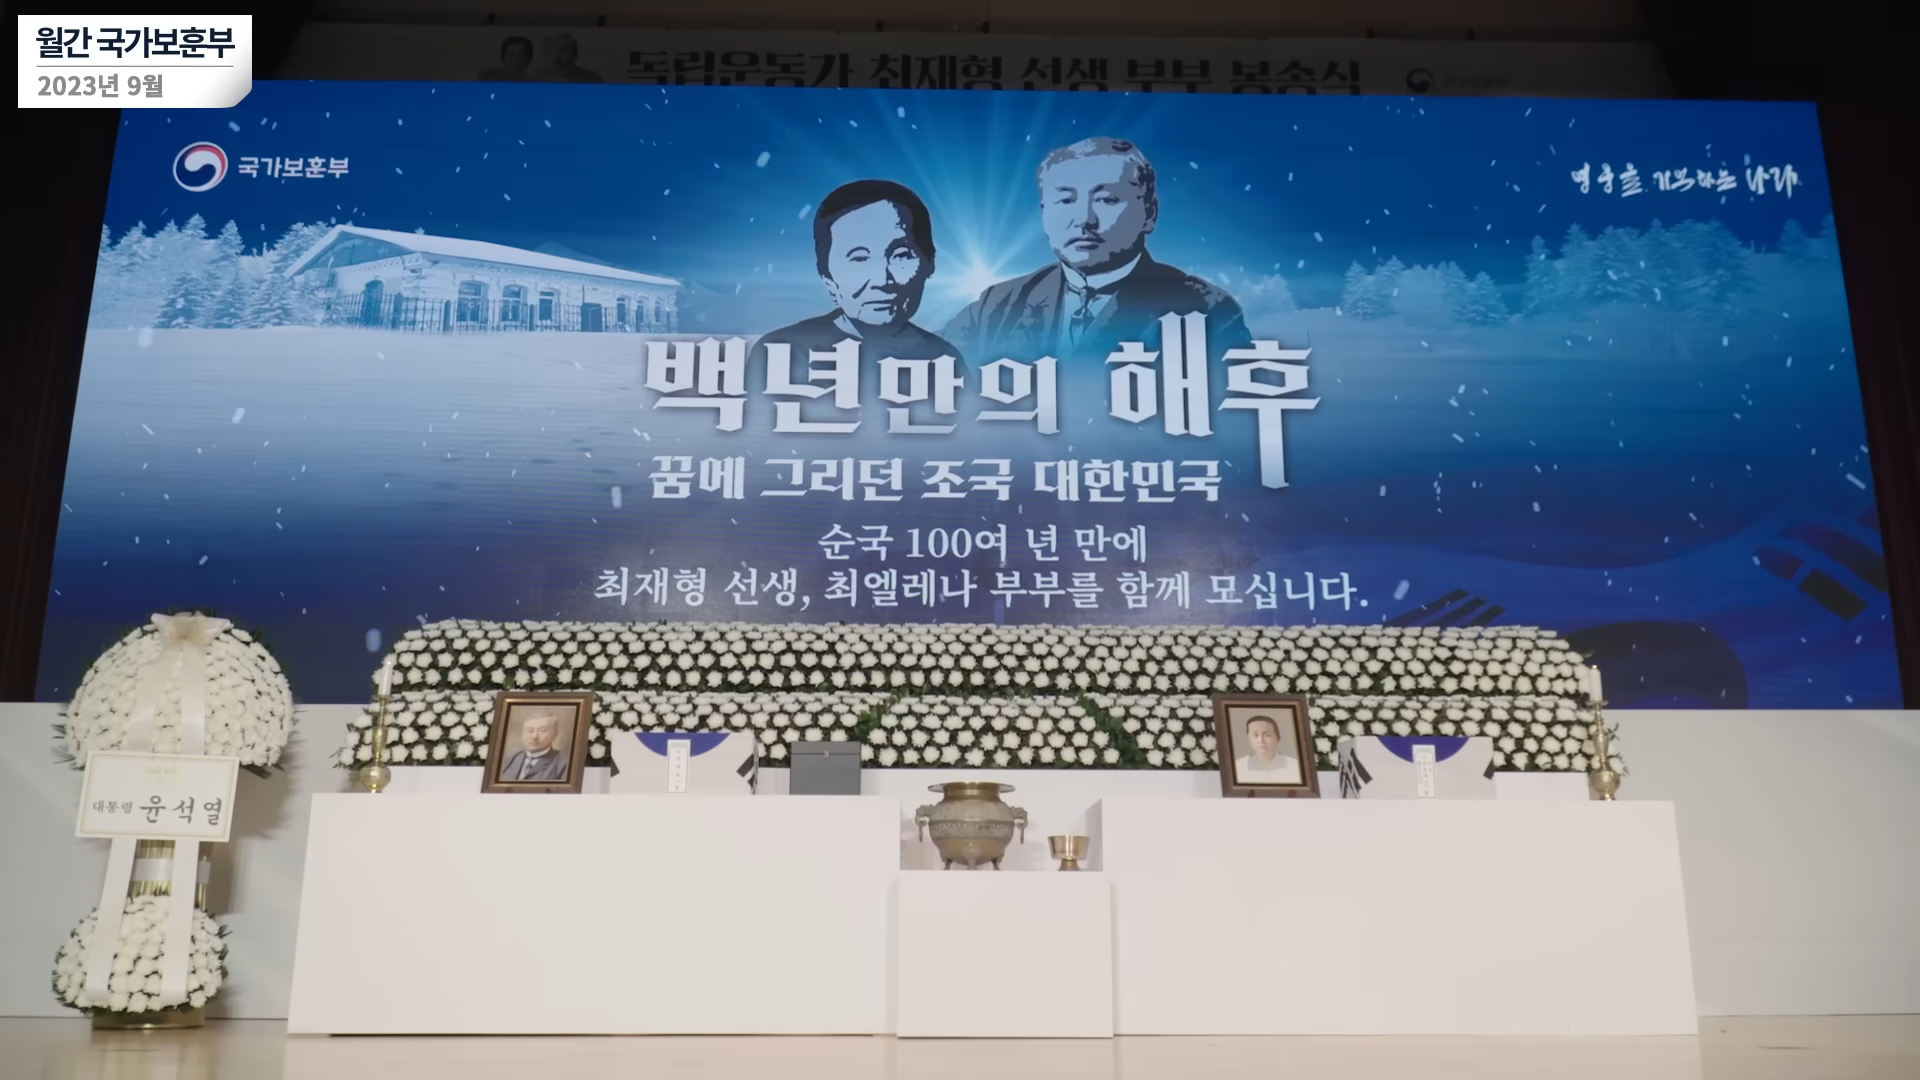 월간 국가보훈부
2023년 9월
독립운동가 최재형 선생 부부 봉송식
국가보훈부
영웅을 기억하는 나라
백년만의 해후
꿈에 그리던 조국 대한민국
순국 100여 년 만에
최재형 선생, 최엘레나 부부를 함께 모십니다.
대통령 윤석열